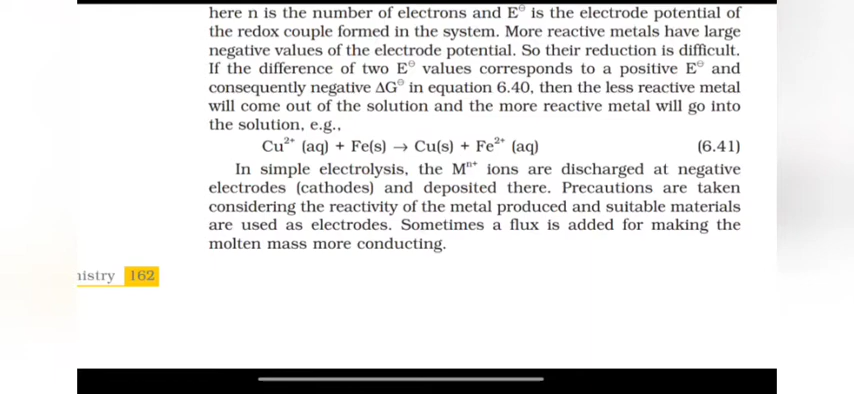 here n is the number of electrons and E⊖ is the electrode potential of
the redox couple formed in the system. More reactive metals have large
negative values of the electrode potential. So their reduction is difficult.
If the difference of two E⊖ values corresponds to a positive E⊖ and
consequently negative ΔG⊖ in equation 6.40, then the less reactive metal
will come out of the solution and the more reactive metal will go into
the solution, e.g.,
Cu²⁺ (aq) + Fe(s) → Cu(s) + Fe²⁺ (aq) (6.41)
In simple electrolysis, the Mⁿ⁺ ions are discharged at negative
electrodes (cathodes) and deposited there. Precautions are taken
considering the reactivity of the metal produced and suitable materials
are used as electrodes. Sometimes a flux is added for making the
molten mass more conducting.
istry 162